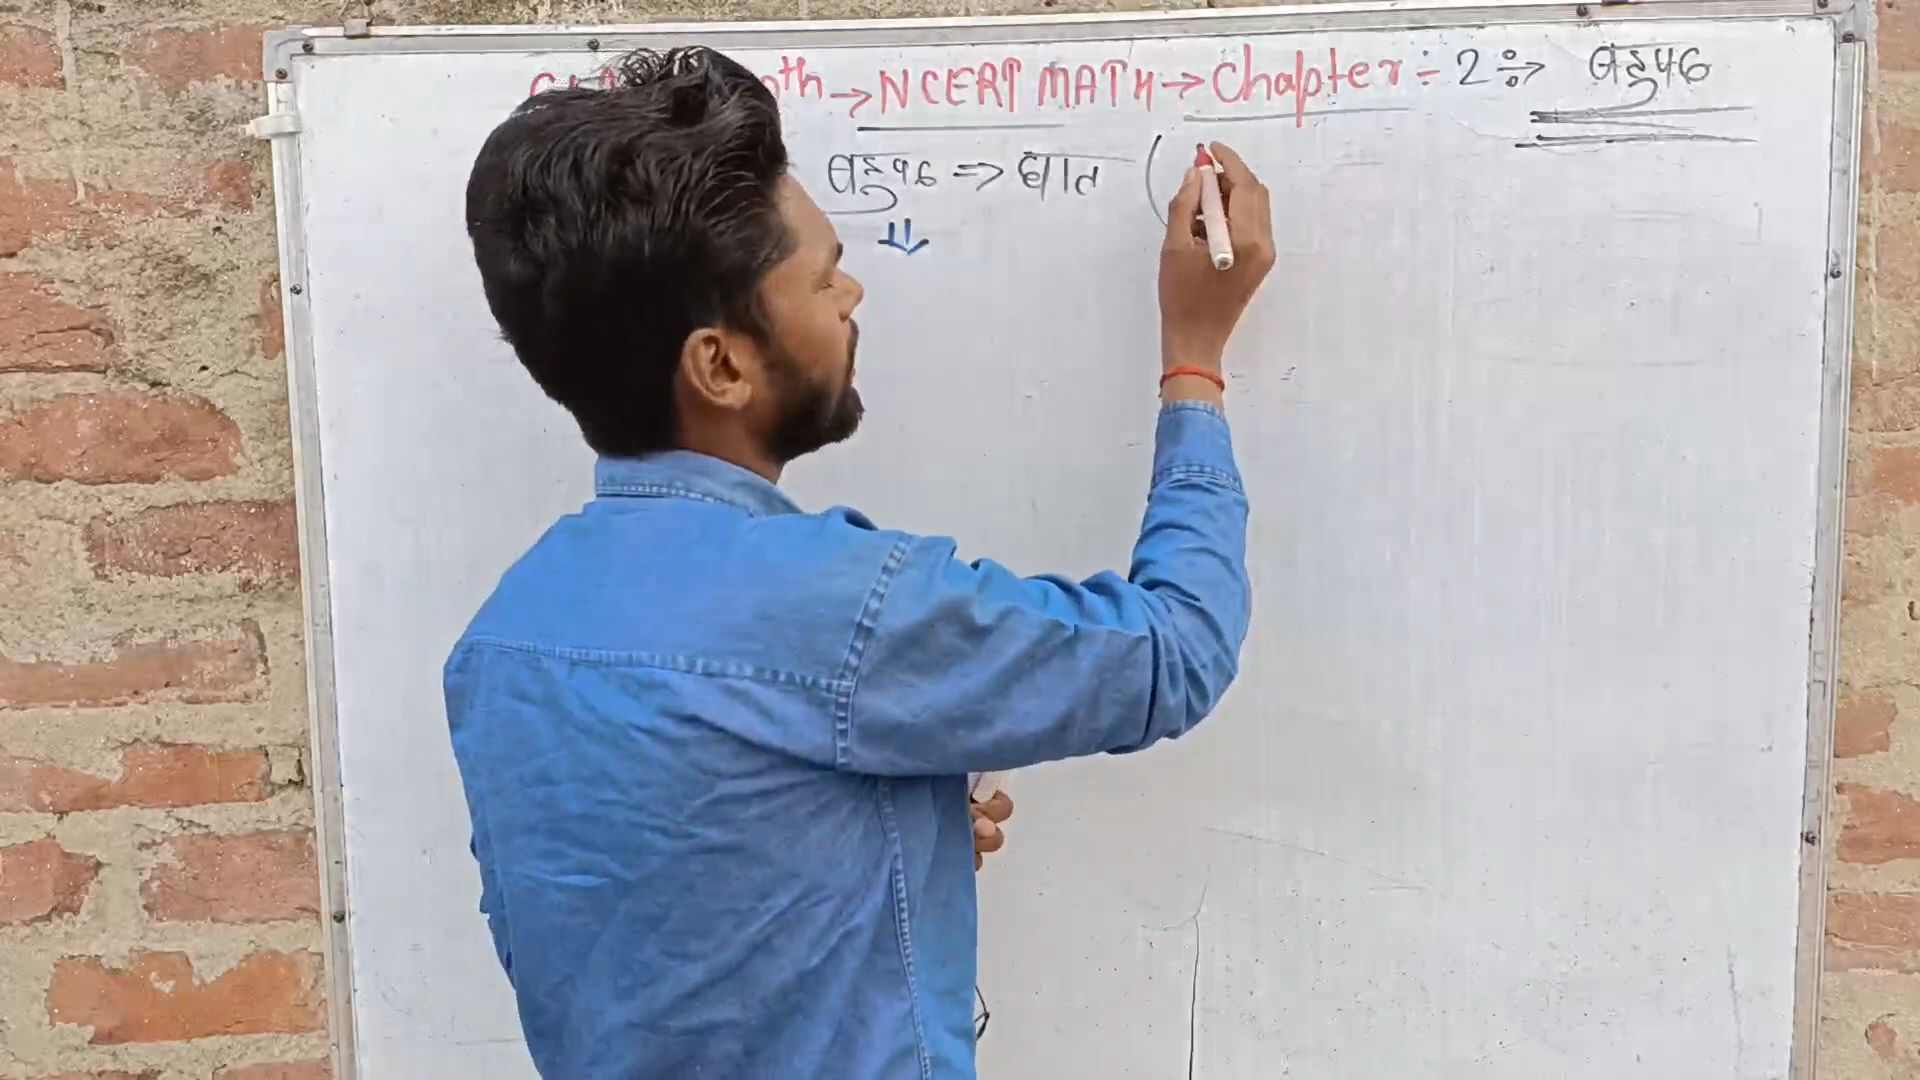 th → NCERT MATH → Chapter ÷ 2 ÷→ बहुपद
बहुपद => घात (